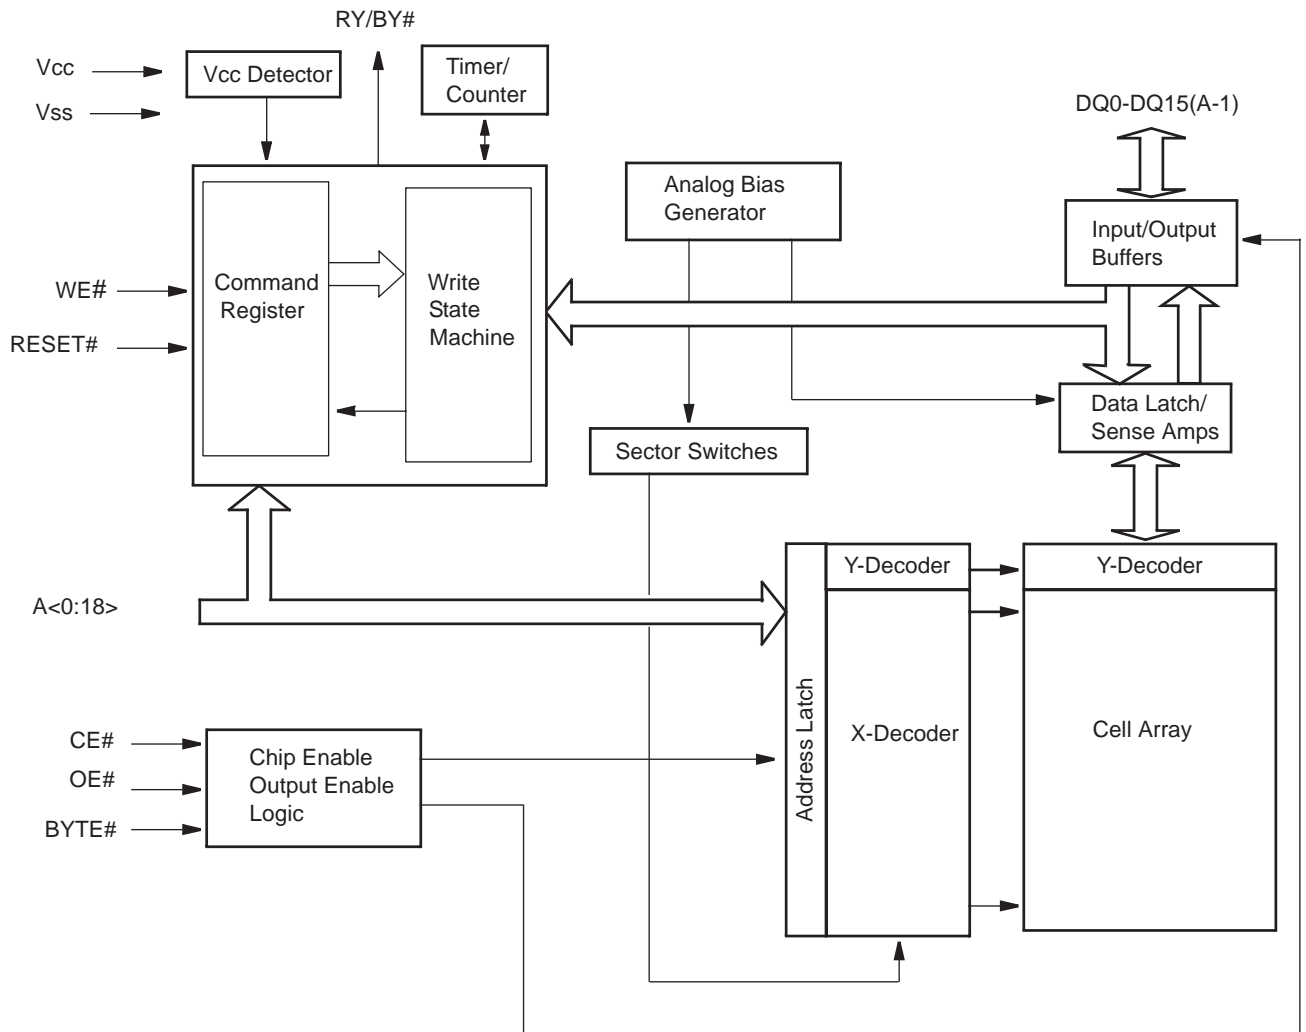 RY/BY#
Vcc
Vcc Detector
Timer/
Counter
Vss
DQ0-DQ15(A-1)
Analog Bias
Generator
Input/Output
Buffers
Command
Register
Write
State
Machine
WE#
RESET#
Data Latch/
Sense Amps
Sector Switches
Y-Decoder
Y-Decoder
A<0:18>
Address Latch
X-Decoder
Cell Array
CE#
OE#
BYTE#
Chip Enable
Output Enable
Logic